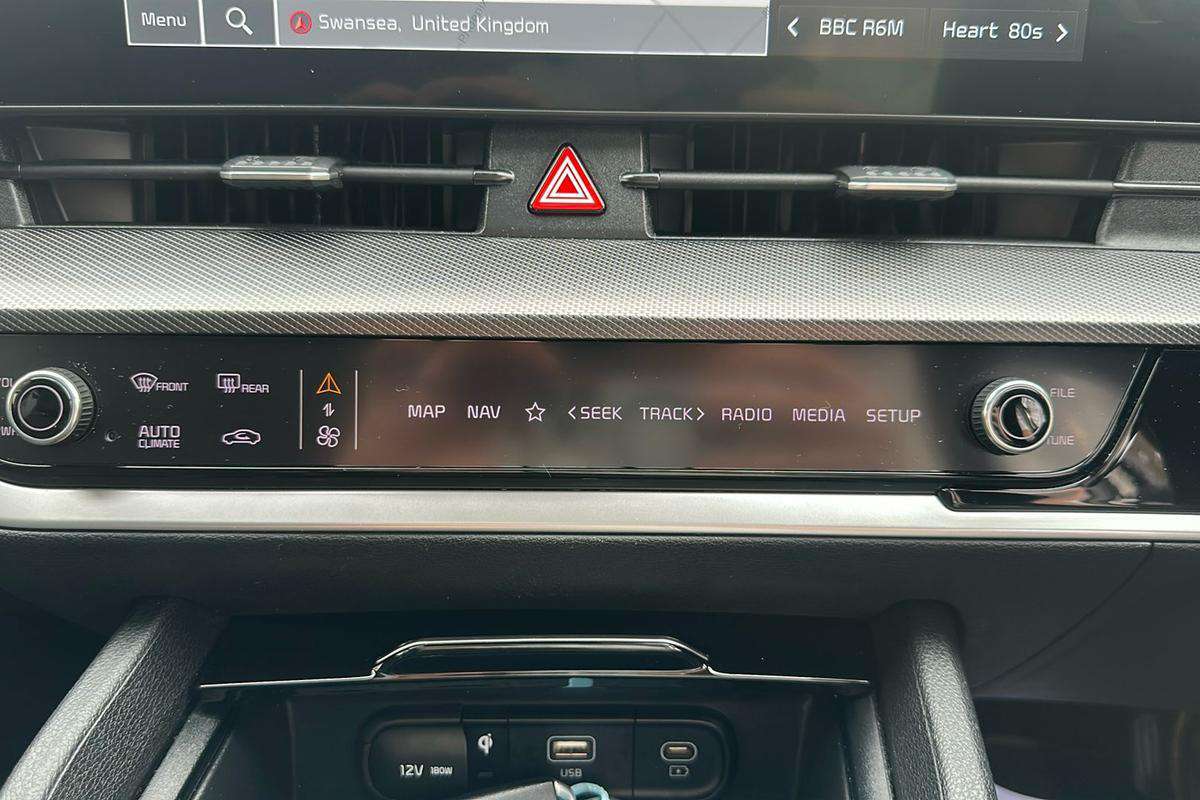 Menu
Swansea, United Kingdom
BBC R6M
Heart 80s
FRONT
REAR
AUTO
CLIMATE
MAP
NAV
<SEEK
TRACK>
RADIO
MEDIA
SETUP
FILE
TUNE
12V 180W
USB